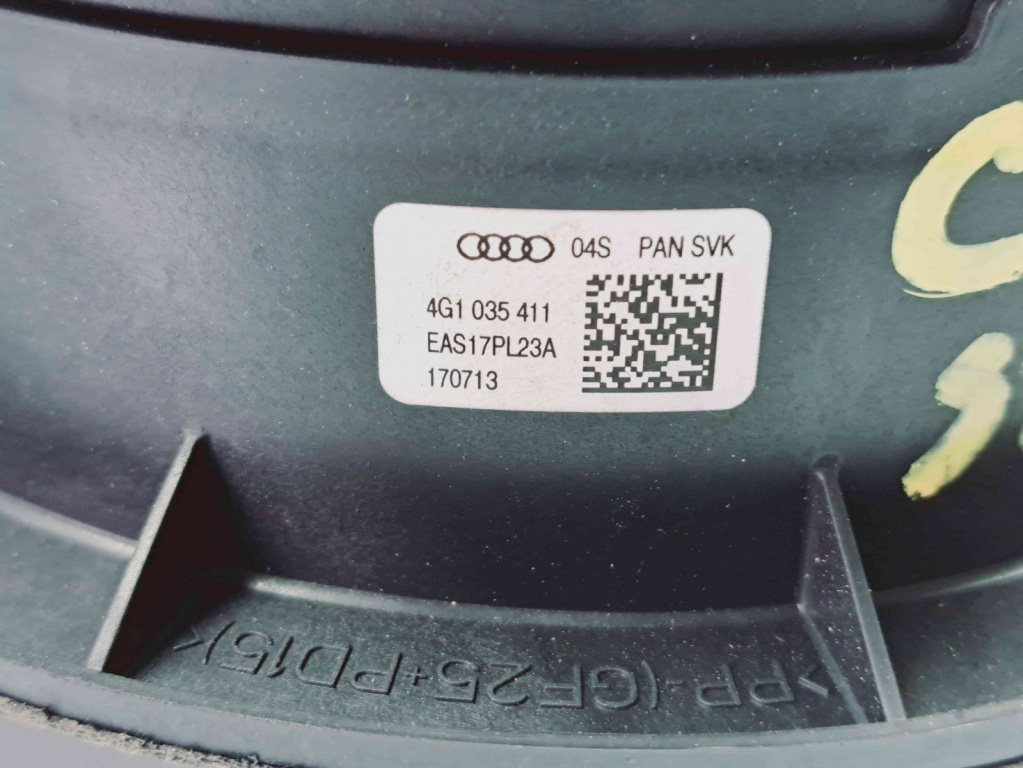 04S PAN SVK
4G1 035 411
EAS17PL23A
170713
>PP-(GF25+PD15)<